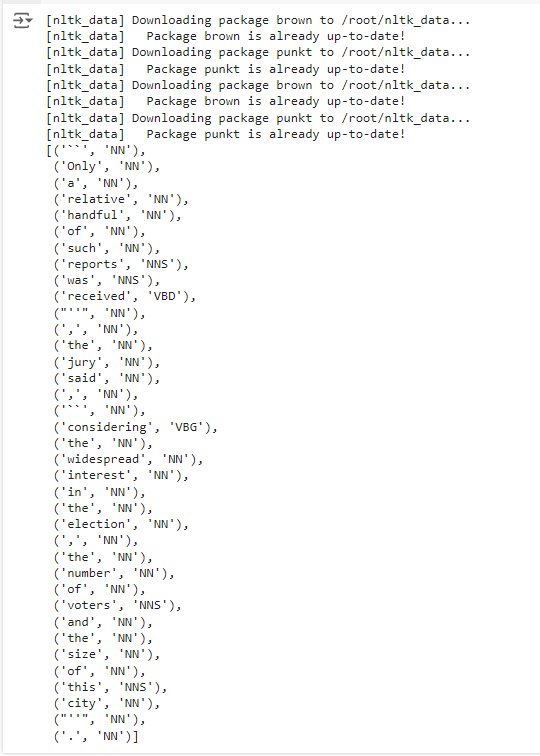 [nltk_data] Downloading package brown to /root/nltk_data...
[nltk_data]   Package brown is already up-to-date!
[nltk_data] Downloading package punkt to /root/nltk_data...
[nltk_data]   Package punkt is already up-to-date!
[nltk_data] Downloading package brown to /root/nltk_data...
[nltk_data]   Package brown is already up-to-date!
[nltk_data] Downloading package punkt to /root/nltk_data...
[nltk_data]   Package punkt is already up-to-date!
[('``', 'NN'),
 ('Only', 'NN'),
 ('a', 'NN'),
 ('relative', 'NN'),
 ('handful', 'NN'),
 ('of', 'NN'),
 ('such', 'NN'),
 ('reports', 'NNS'),
 ('was', 'NNS'),
 ('received', 'VBD'),
 ("''", 'NN'),
 (',', 'NN'),
 ('the', 'NN'),
 ('jury', 'NN'),
 ('said', 'NN'),
 (',', 'NN'),
 ('``', 'NN'),
 ('considering', 'VBG'),
 ('the', 'NN'),
 ('widespread', 'NN'),
 ('interest', 'NN'),
 ('in', 'NN'),
 ('the', 'NN'),
 ('election', 'NN'),
 (',', 'NN'),
 ('the', 'NN'),
 ('number', 'NN'),
 ('of', 'NN'),
 ('voters', 'NNS'),
 ('and', 'NN'),
 ('the', 'NN'),
 ('size', 'NN'),
 ('of', 'NN'),
 ('this', 'NNS'),
 ('city', 'NN'),
 ("''", 'NN'),
 ('.', 'NN')]